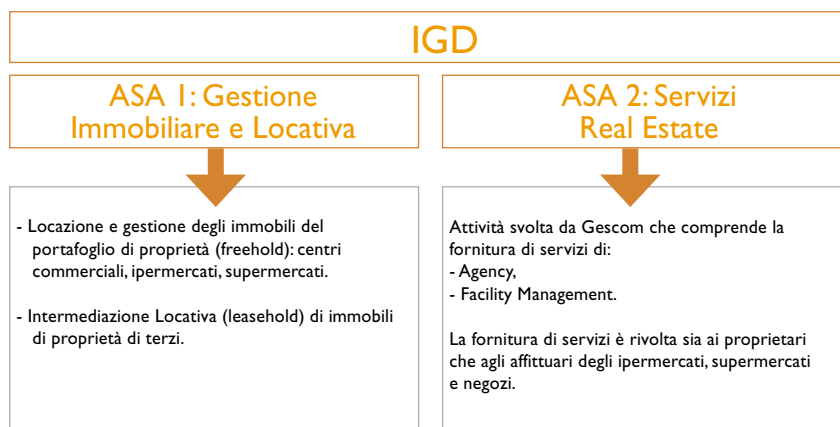 IGD
ASA 1: Gestione
Immobiliare e Locativa
- Locazione e gestione degli immobili del
portafoglio di proprietà (freehold): centri
commerciali, ipermercati, supermercati.
- Intermediazione Locativa (leasehold) di immobili
di proprietà di terzi.
ASA 2: Servizi
Real Estate
Attività svolta da Gescom che comprende la
fornitura di servizi di:
- Agency,
- Facility Management.
La fornitura di servizi è rivolta sia ai proprietari
che agli affittuari degli ipermercati, supermercati
e negozi.